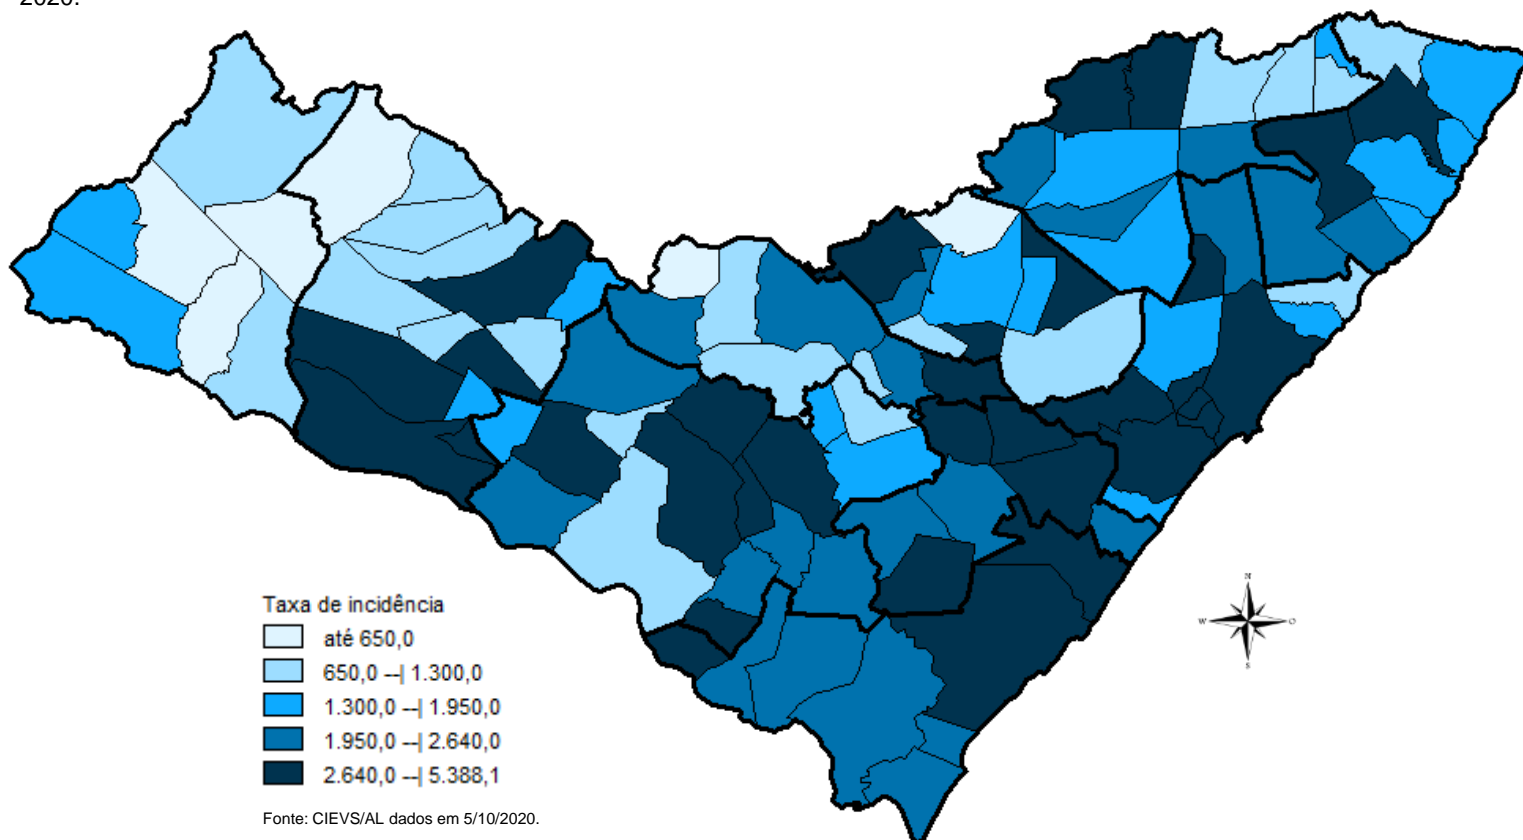 2020.
Taxa de incidência
até 650,0
650,0 --| 1.300,0
1.300,0 --| 1.950,0
1.950,0 --| 2.640,0
2.640,0 --| 5.388,1
Fonte: CIEVS/AL dados em 5/10/2020.
N
W
O
S